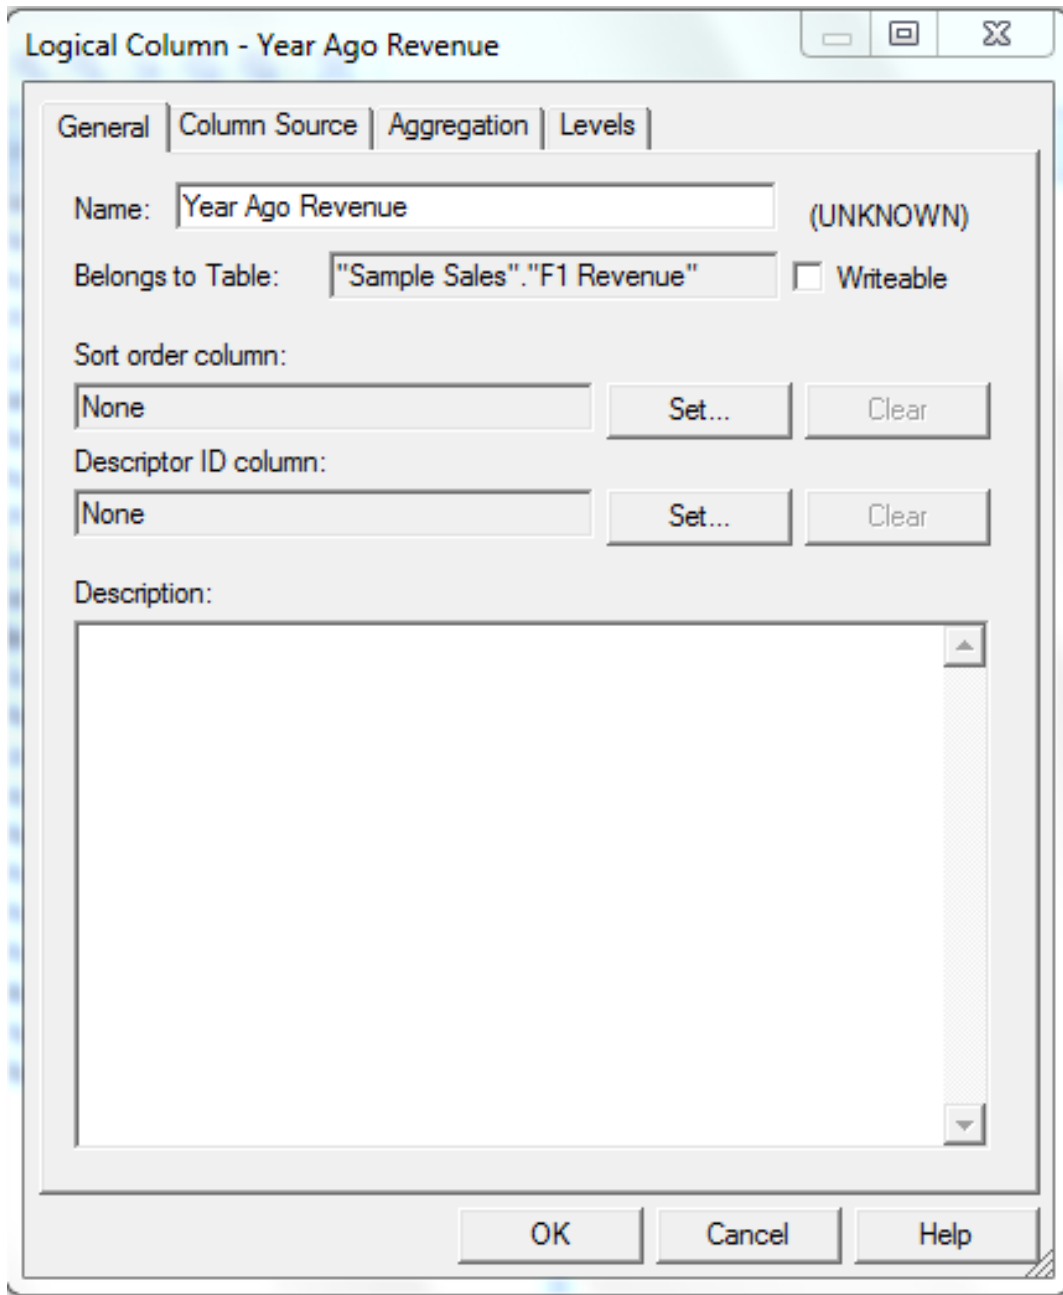 Logical Column - Year Ago Revenue
General Column Source Aggregation Levels
Name: Year Ago Revenue (UNKNOWN)
Belongs to Table: "Sample Sales"."F1 Revenue" Writeable
Sort order column:
None Set... Clear
Descriptor ID column:
None Set... Clear
Description:
OK Cancel Help